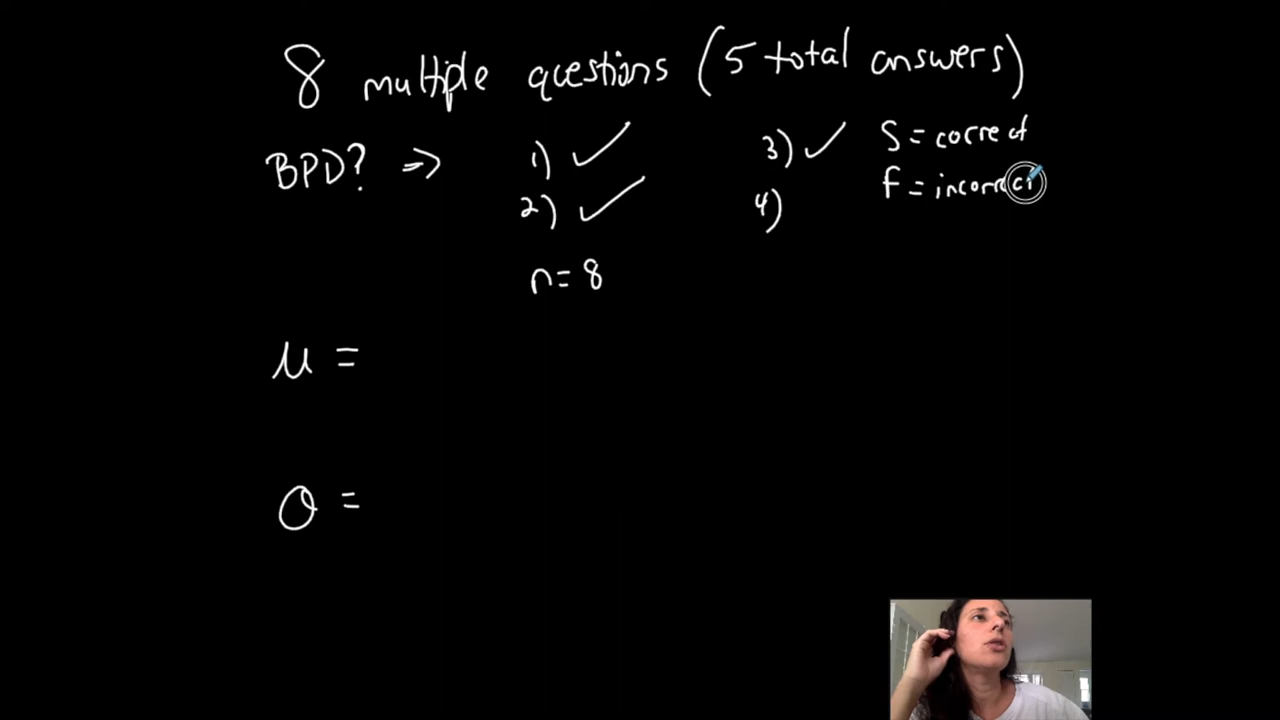 8 multiple questions (5 total answers)
BPD? ⇒ 1) ✓ 3) ✓ S = correct
2) ✓ 4) F = incorrect
n = 8
μ =
σ =